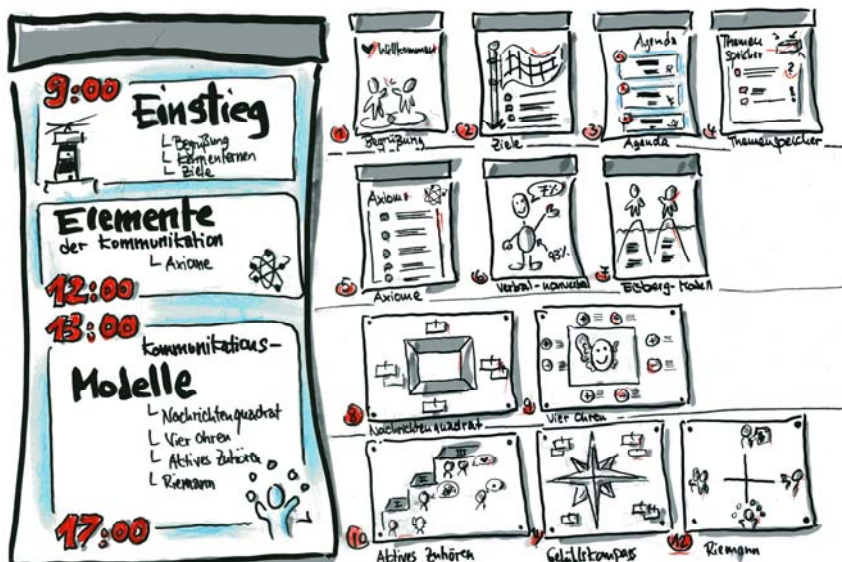 9:00
Einstieg
Begrüßung
Kennenlernen
Ziele
Elemente
der Kommunikation
Axiome
12:00
13:00
Kommunikations-
Modelle
Nachrichtenquadrat
Vier Ohren
Aktives Zuhören
Riemann
17:00
Willkommen
1 Begrüßung
2 Ziele
Agenda
3 Agenda
Themen
speicher
?
!
4 Themenspeicher
Axiome
5 Axiome
7%
93%
6 Verbal-nonverbal
7 Eisberg-Modell
8 Nachrichtenquadrat
9 Vier Ohren
III
II
I
10 Aktives Zuhören
11 Gefühlskompass
12 Riemann